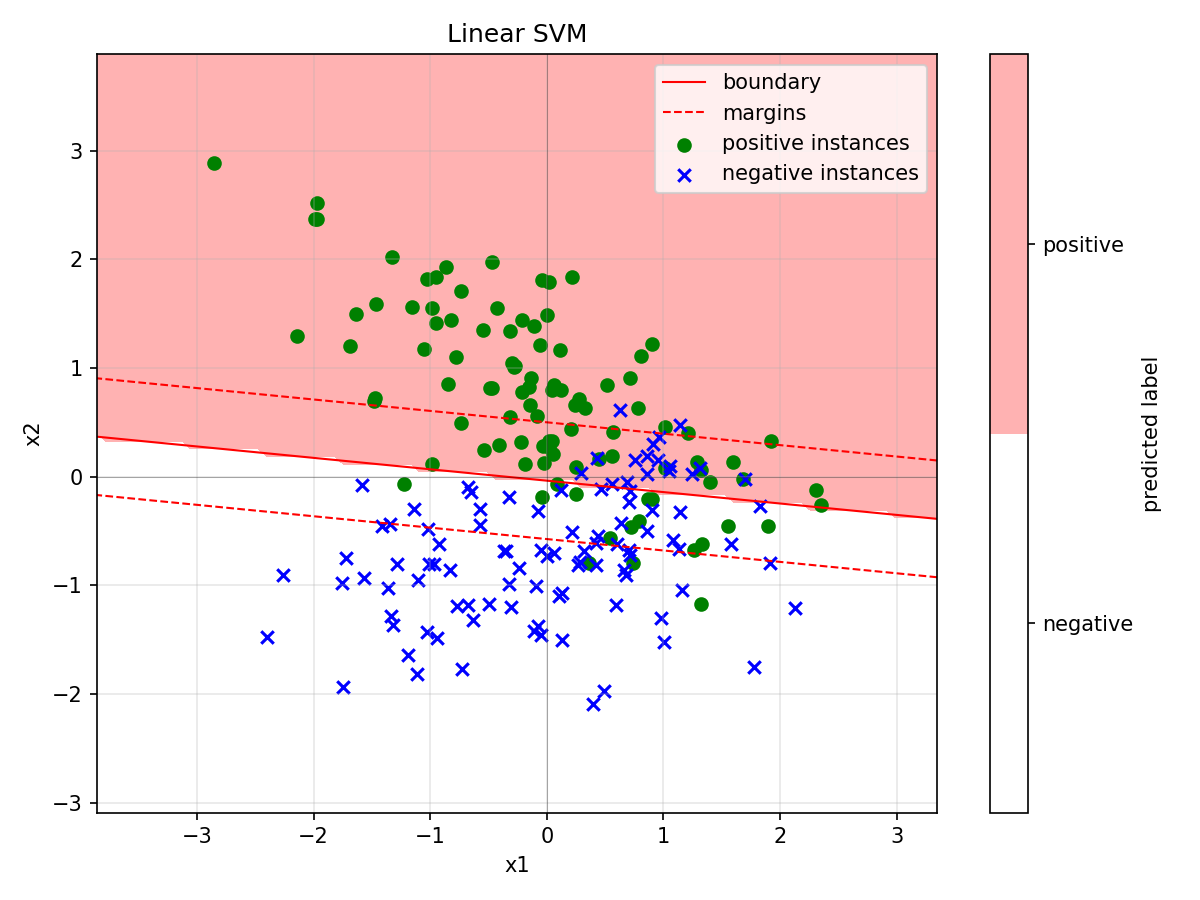 Linear SVM
boundary
margins
positive instances
negative instances
3
2
1
0
−1
−2
−3
x2
−3
−2
−1
0
1
2
3
x1
positive
negative
predicted label